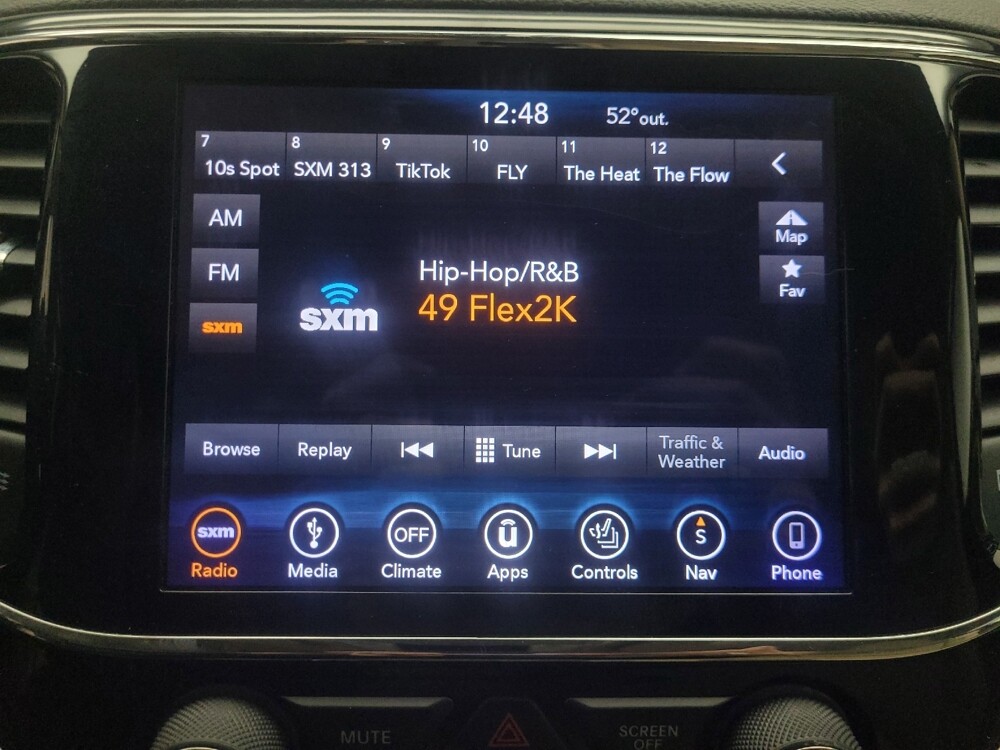 12:48 52°out.
7 8 9 10 11 12
10s Spot SXM 313 TikTok FLY The Heat The Flow
AM
Map
FM
Fav
sxm
sxm
Hip-Hop/R&B
49 Flex2K
Browse Replay Tune Traffic & Weather Audio
sxm OFF ū S
Radio Media Climate Apps Controls Nav Phone
MUTE
SCREEN
OFF